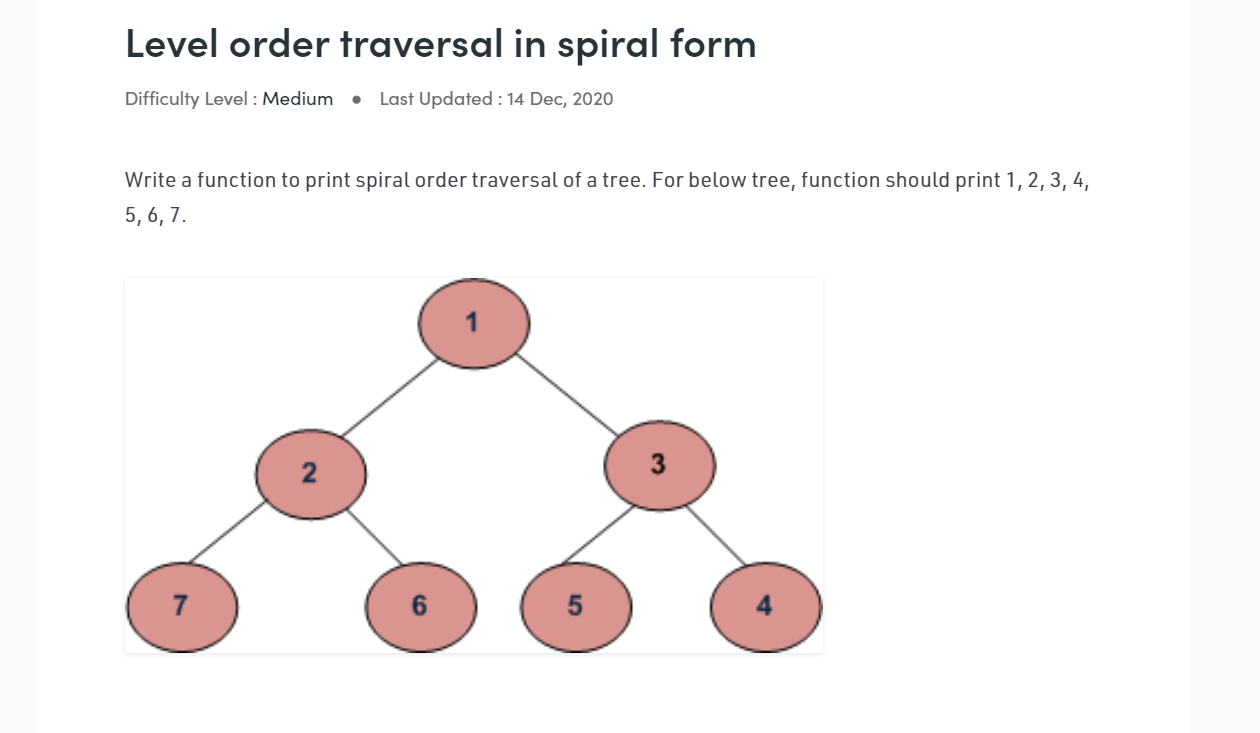 Level order traversal in spiral form
Difficulty Level : Medium ● Last Updated : 14 Dec, 2020
Write a function to print spiral order traversal of a tree. For below tree, function should print 1, 2, 3, 4,
5, 6, 7.
1
2 3
7 6 5 4